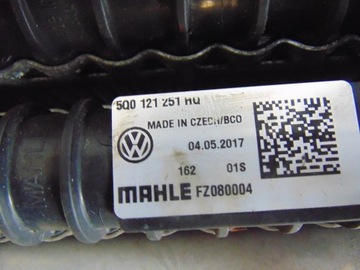 5Q0 121 251 HQ
MADE IN CZECH/BCO
04.05.2017
162 01S
MAHLE FZ080004